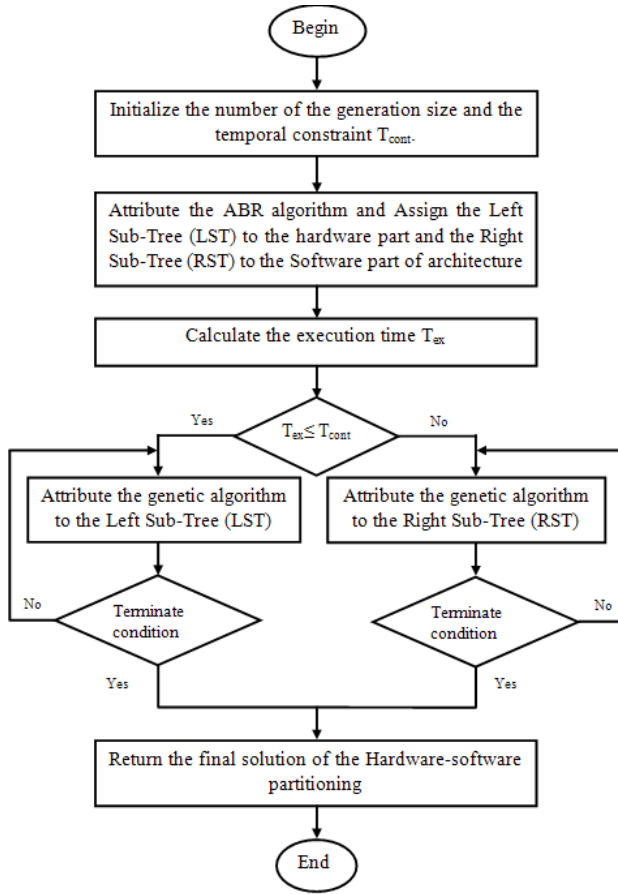 Begin
Initialize the number of the generation size and the
temporal constraint Tcont.
Attribute the ABR algorithm and Assign the Left
Sub-Tree (LST) to the hardware part and the Right
Sub-Tree (RST) to the Software part of architecture
Calculate the execution time Tex
Yes
Tex≤ Tcont
No
Attribute the genetic algorithm
to the Left Sub-Tree (LST)
Attribute the genetic algorithm
to the Right Sub-Tree (RST)
No
Terminate
condition
Terminate
condition
No
Yes
Yes
Return the final solution of the Hardware-software
partitioning
End